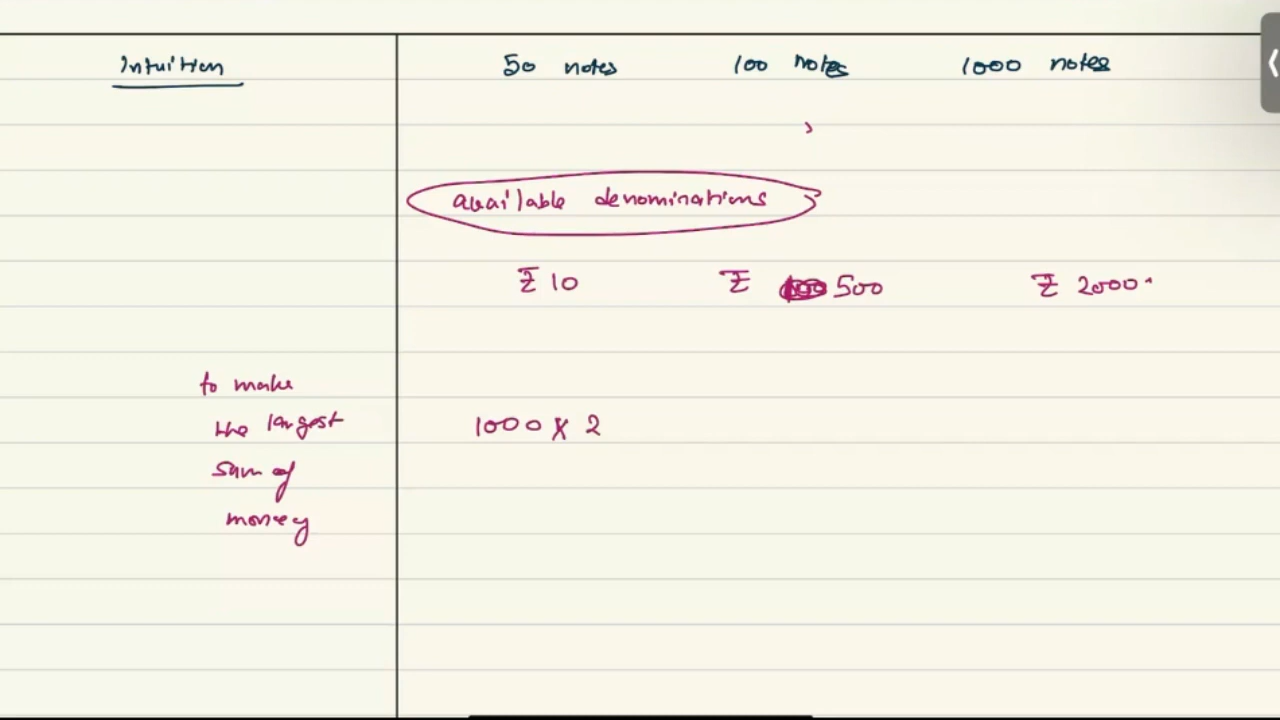 Intuition
50 notes 100 notes 1000 notes
available denominations
₹ 10 ₹ 500 ₹ 2000
to make
the largest
sum of
money
1000 x 2